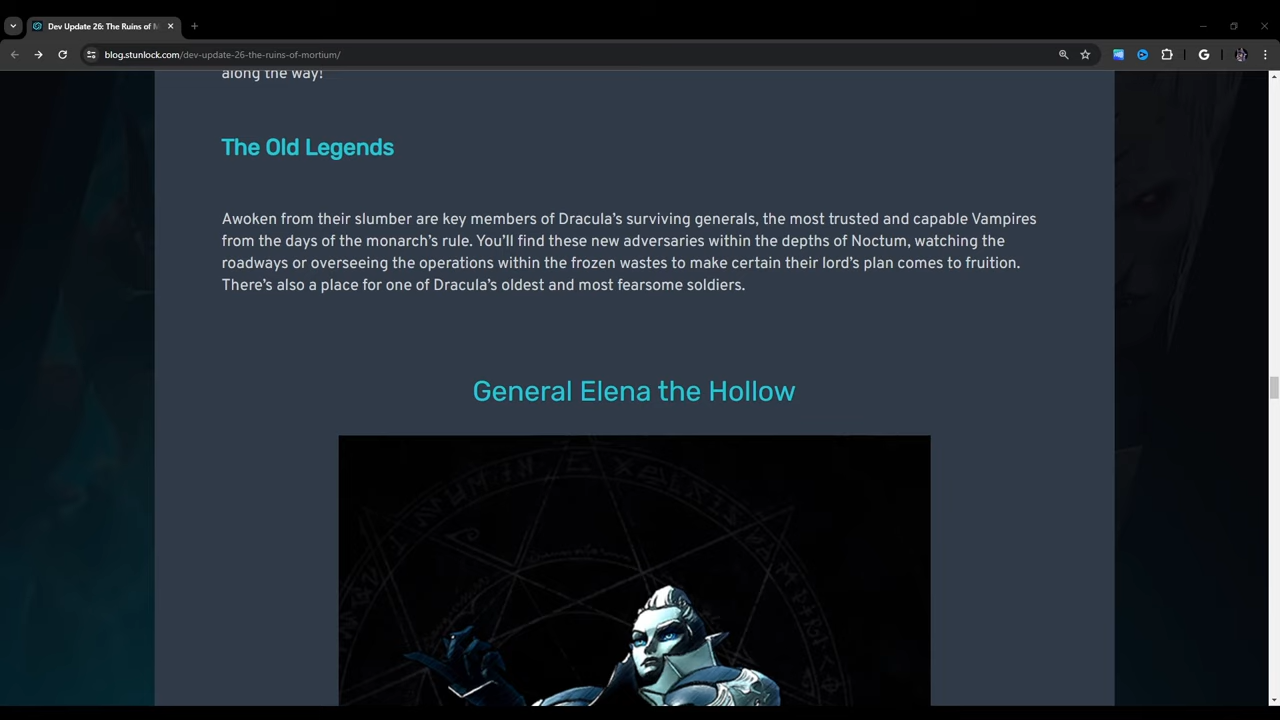 Dev Update 26: The Ruins of M
blog.stunlock.com/dev-update-26-the-ruins-of-mortium/
along the way!
The Old Legends
Awoken from their slumber are key members of Dracula’s surviving generals, the most trusted and capable Vampires
from the days of the monarch’s rule. You’ll find these new adversaries within the depths of Noctum, watching the
roadways or overseeing the operations within the frozen wastes to make certain their lord’s plan comes to fruition.
There’s also a place for one of Dracula’s oldest and most fearsome soldiers.
General Elena the Hollow